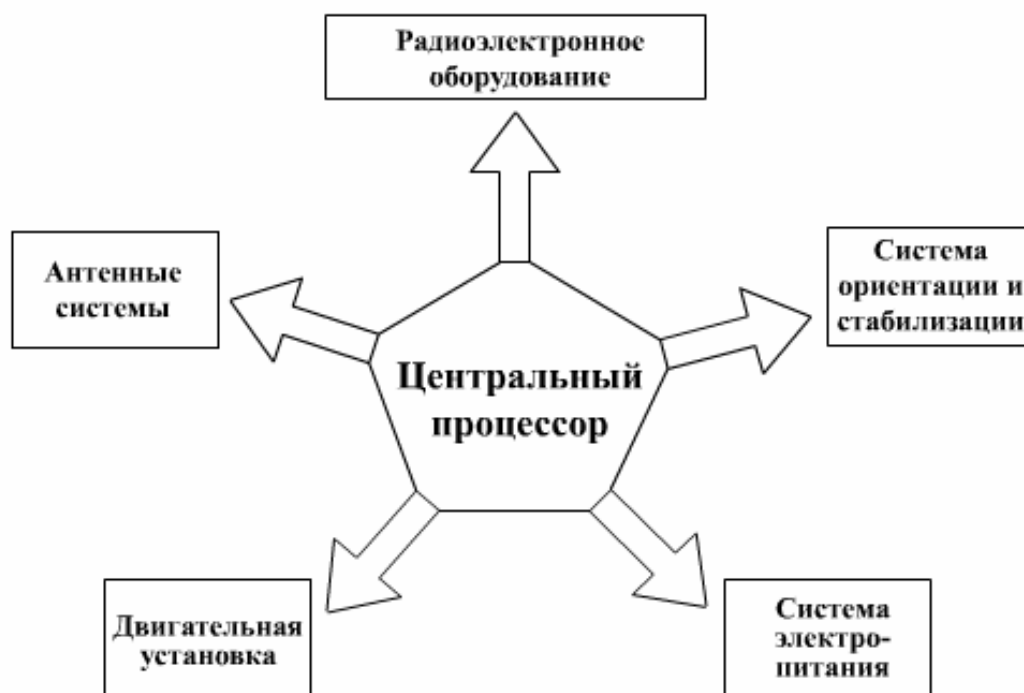 Радиоэлектронное
оборудование
Антенные
системы
Система
ориентации и
стабилизации
Центральный
процессор
Двигательная
установка
Система
электро-
питания